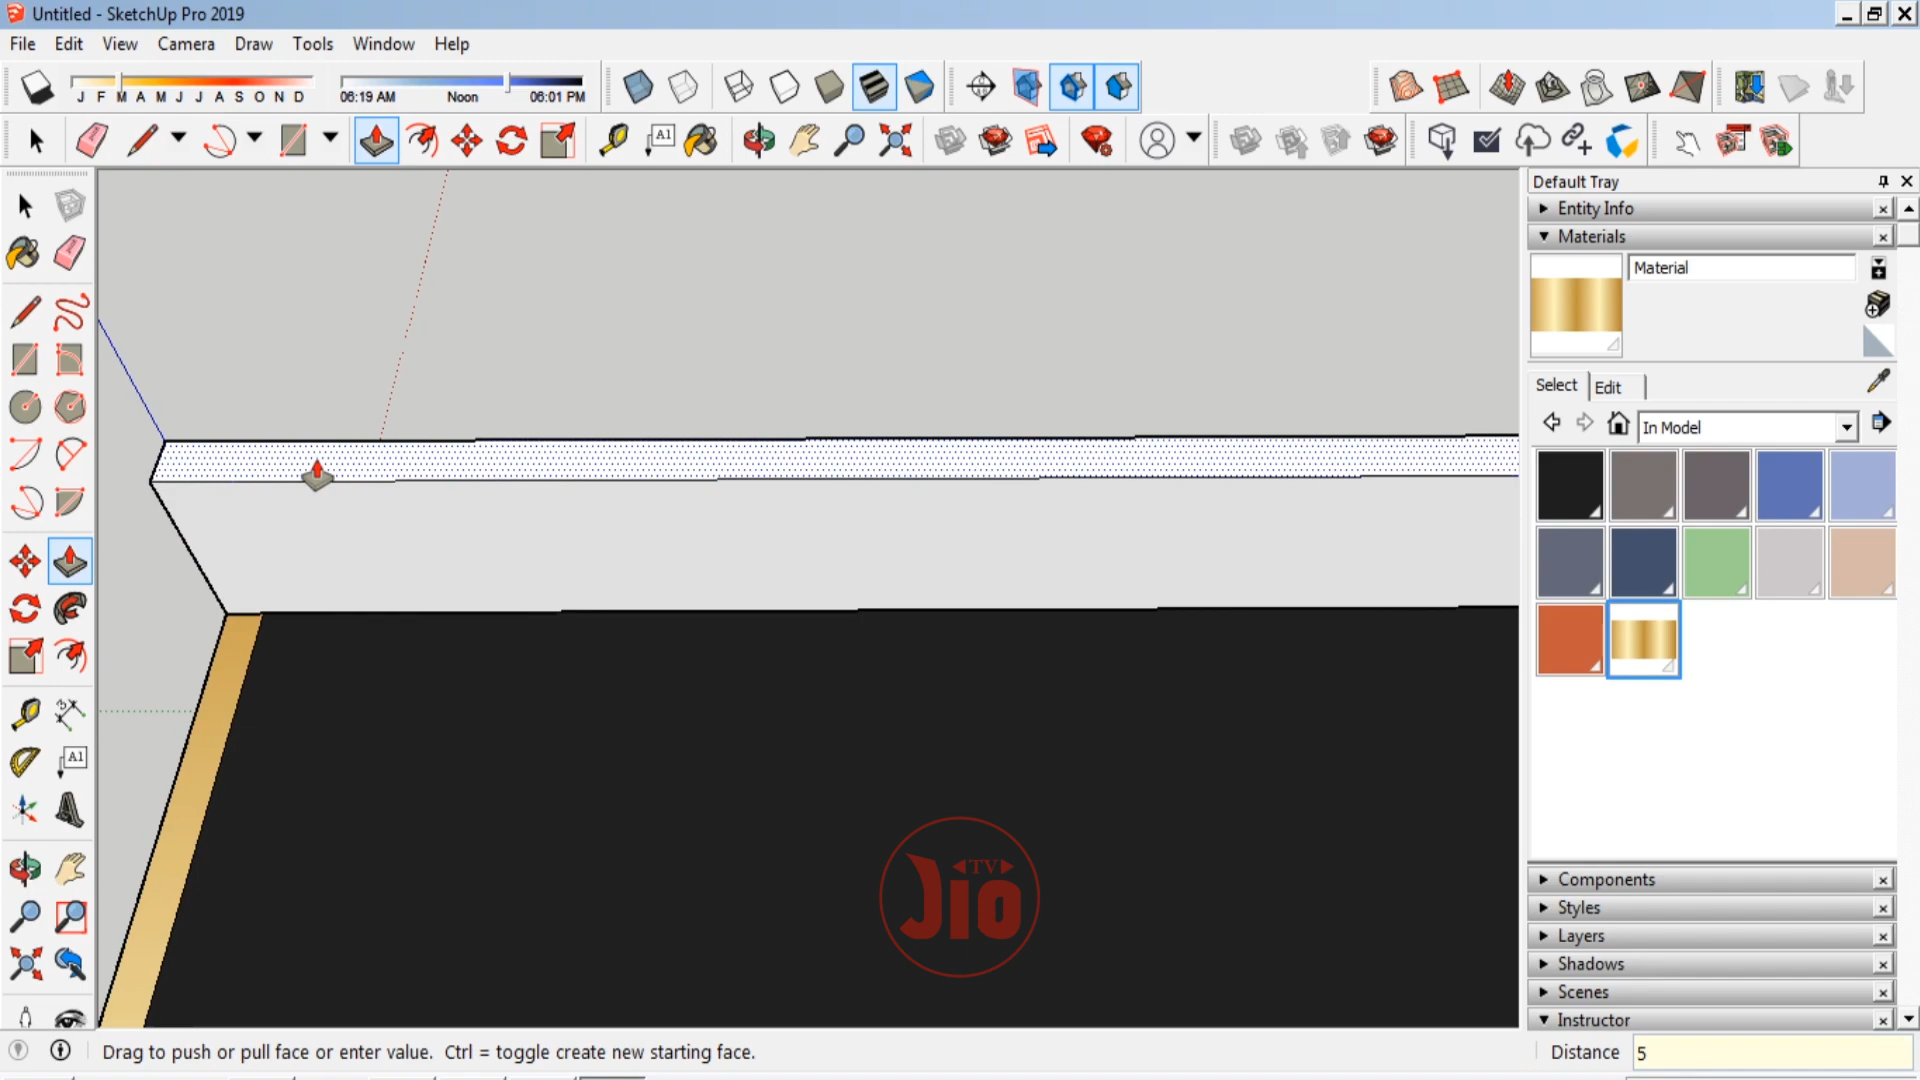 Untitled - SketchUp Pro 2019
File Edit View Camera Draw Tools Window Help
J F M A M J J A S O N D
06:19 AM Noon 06:01 PM
A1
Default Tray
Entity Info
Materials
Material
Select Edit
In Model
A1
TV
Jio
Components
Styles
Layers
Shadows
Scenes
Instructor
Drag to push or pull face or enter value. Ctrl = toggle create new starting face.
Distance 5